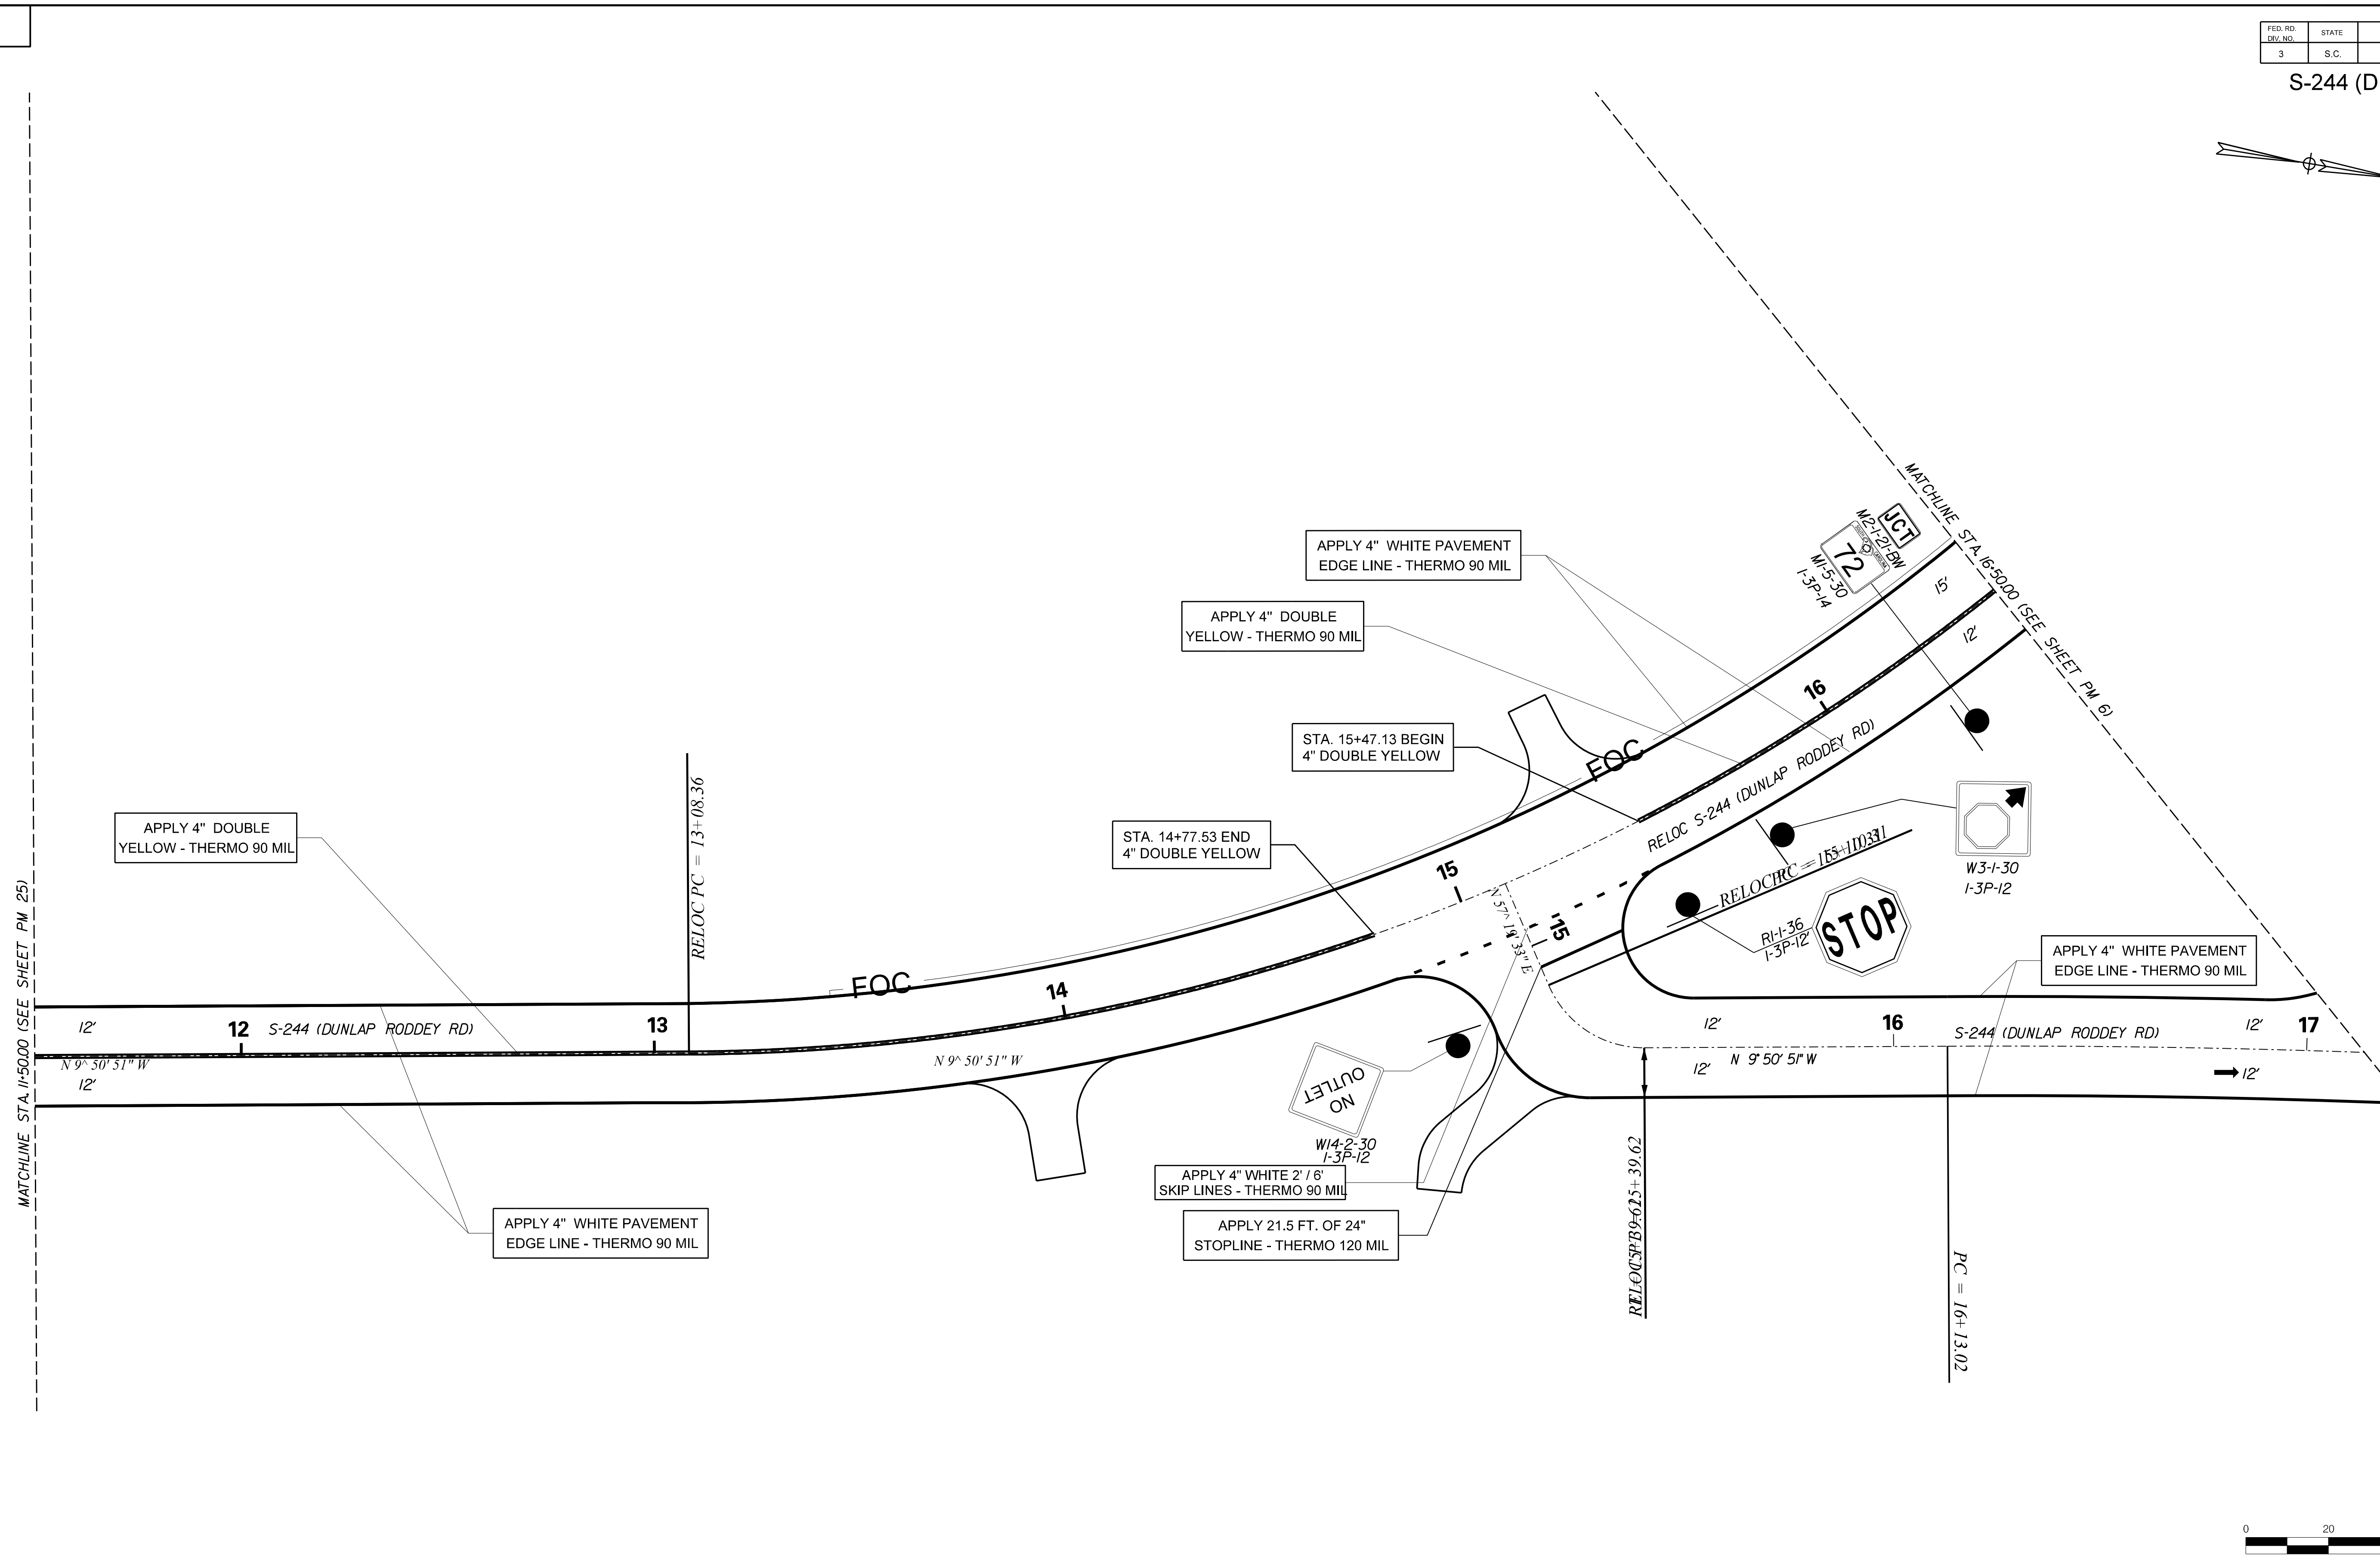 FED. RD.
DIV. NO.
STATE
3
S.C.
S-244 (D
MATCHLINE STA. 16+50.00 (SEE SHEET PM 6)
JCT
M2-1-21-BW
72
M1-5-30
1-3P-14
APPLY 4" WHITE PAVEMENT
EDGE LINE - THERMO 90 MIL
APPLY 4" DOUBLE
YELLOW - THERMO 90 MIL
15'
12'
16
RELOC S-244 (DUNLAP RODDEY RD)
FOC
STA. 15+47.13 BEGIN
4" DOUBLE YELLOW
STA. 14+77.53 END
4" DOUBLE YELLOW
RELOC PC = 13+08.36
APPLY 4" DOUBLE
YELLOW - THERMO 90 MIL
W3-1-30
1-3P-12
15
N 57^ 19' 33" E
15
R1-1-36
1-3P-12'
STOP
APPLY 4" WHITE PAVEMENT
EDGE LINE - THERMO 90 MIL
MATCHLINE STA. 11+50.00 (SEE SHEET PM 25)
FOC
14
12'
12
S-244 (DUNLAP RODDEY RD)
13
N 9^ 50' 51" W
12'
N 9^ 50' 51" W
12'
16
S-244 (DUNLAP RODDEY RD)
12'
17
12'
N 9° 50' 51" W
12'
NO
OUTLET
W14-2-30
1-3P-12
APPLY 4" WHITE 2' / 6'
SKIP LINES - THERMO 90 MIL
APPLY 21.5 FT. OF 24"
STOPLINE - THERMO 120 MIL
APPLY 4" WHITE PAVEMENT
EDGE LINE - THERMO 90 MIL
PC = 16+13.02
0
20